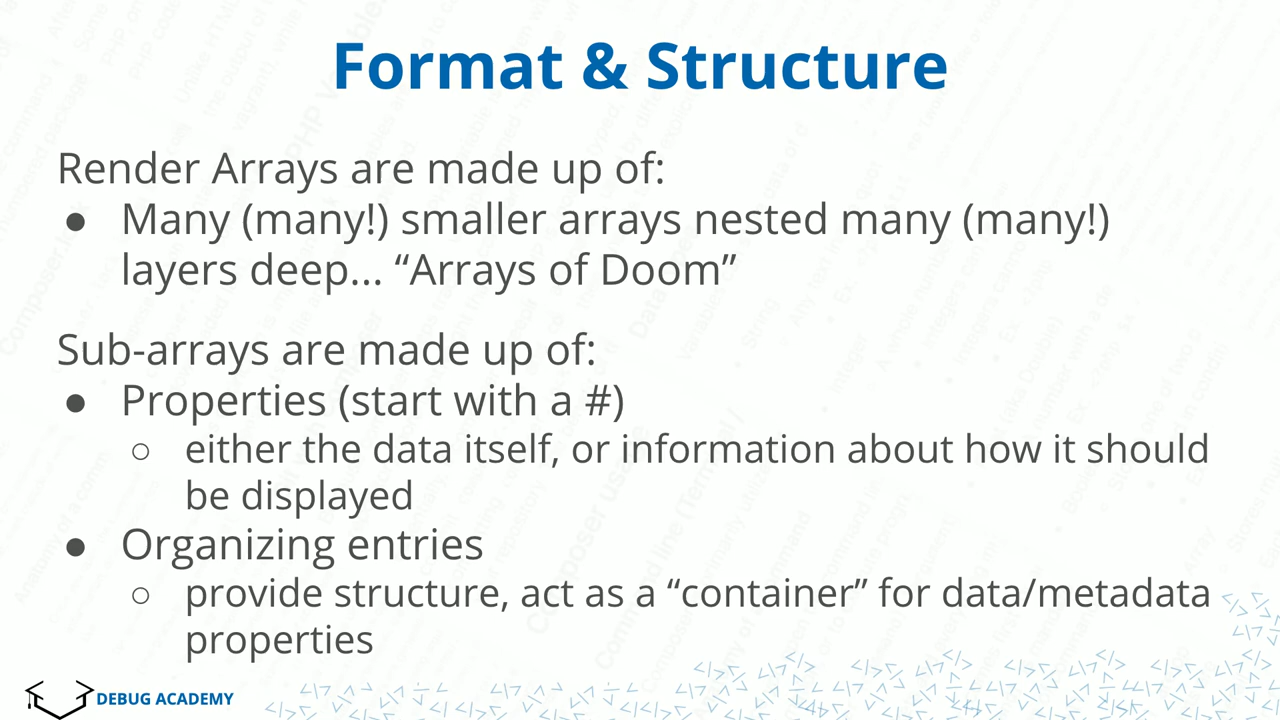 Format & Structure
Render Arrays are made up of:
● Many (many!) smaller arrays nested many (many!)
layers deep... “Arrays of Doom”
Sub-arrays are made up of:
● Properties (start with a #)
○ either the data itself, or information about how it should
be displayed
● Organizing entries
○ provide structure, act as a “container” for data/metadata
properties
DEBUG ACADEMY